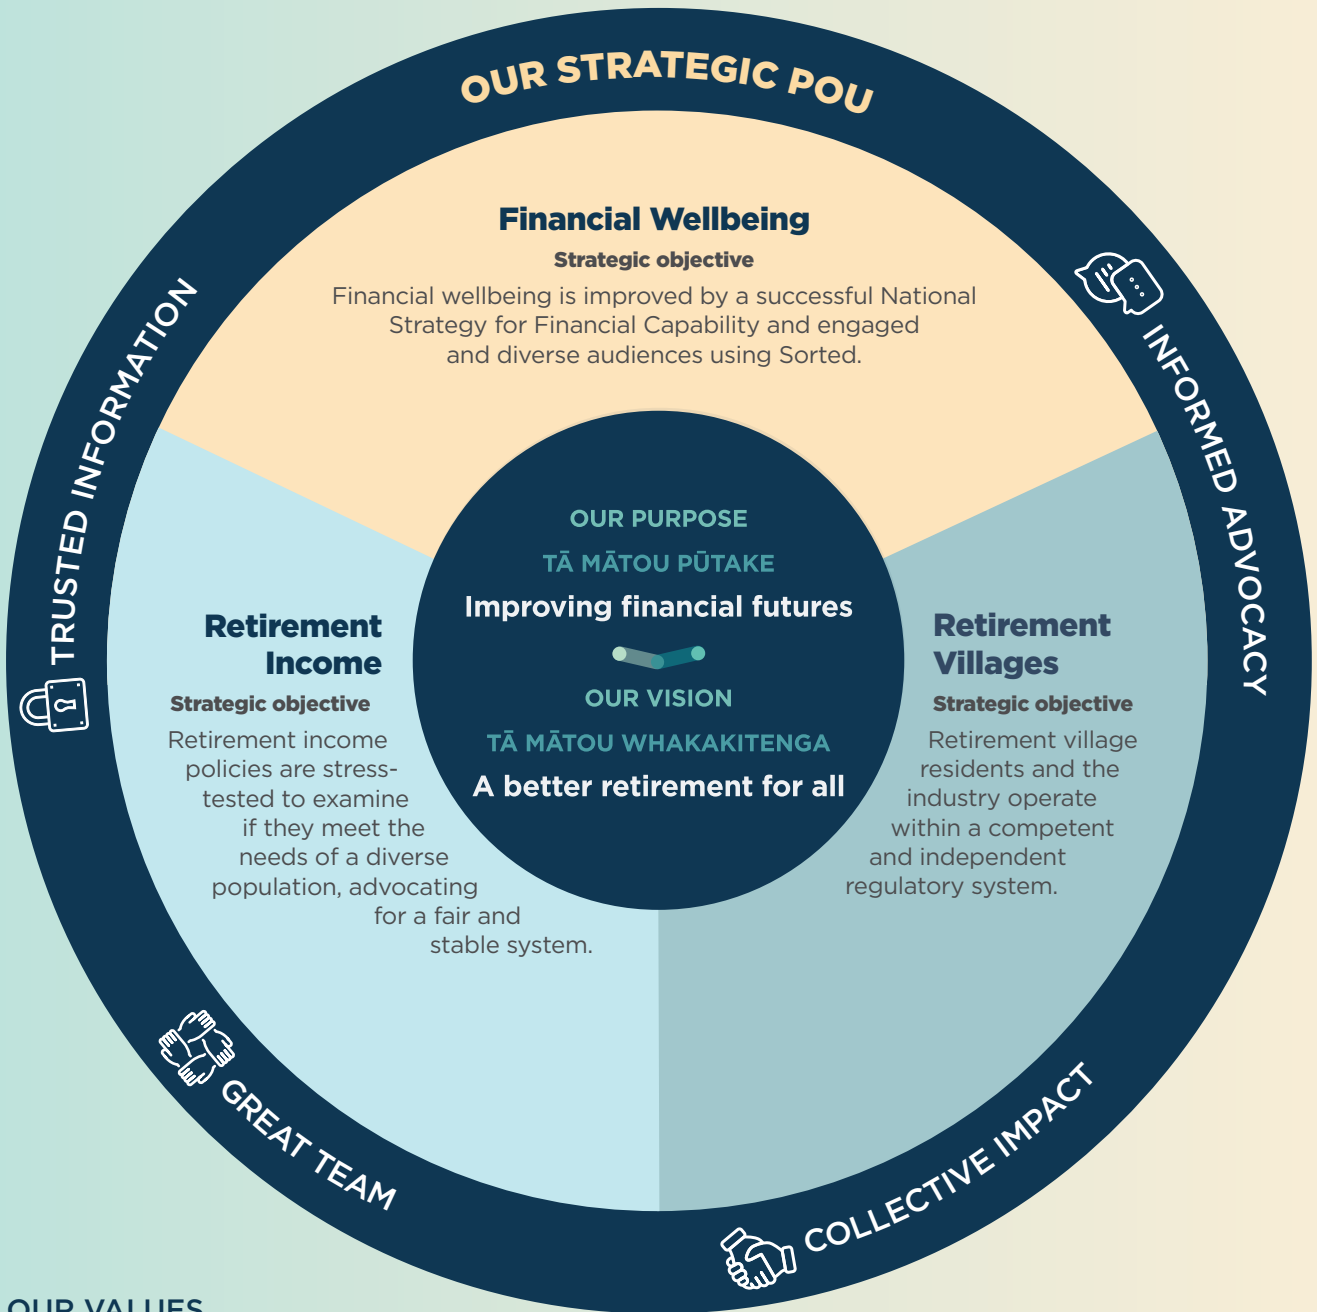 OUR STRATEGIC POU
TRUSTED INFORMATION
INFORMED ADVOCACY
GREAT TEAM
COLLECTIVE IMPACT
Financial Wellbeing
Strategic objective
Financial wellbeing is improved by a successful National
Strategy for Financial Capability and engaged
and diverse audiences using Sorted.
OUR PURPOSE
TĀ MĀTOU PŪTAKE
Improving financial futures
OUR VISION
TĀ MĀTOU WHAKAKITENGA
A better retirement for all
Retirement
Income
Strategic objective
Retirement income
policies are stress-
tested to examine
if they meet the
needs of a diverse
population, advocating
for a fair and
stable system.
Retirement
Villages
Strategic objective
Retirement village
residents and the
industry operate
within a competent
and independent
regulatory system.
OUR VALUES